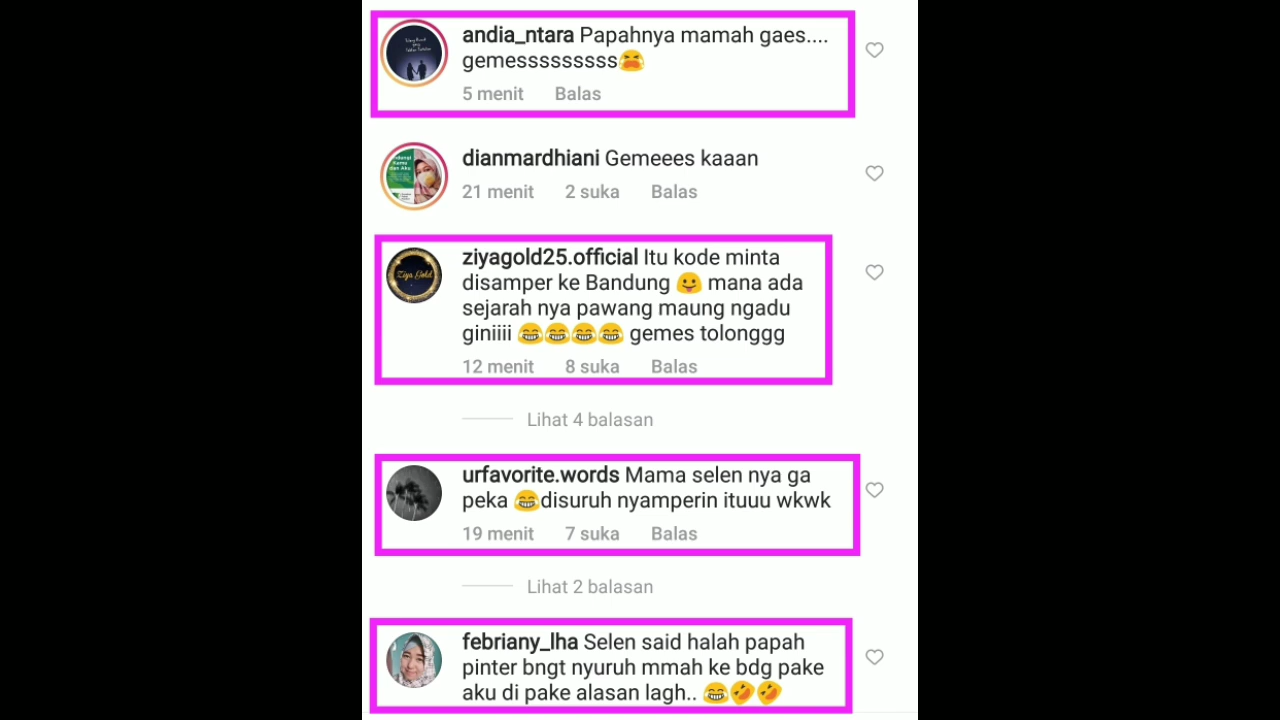 andia_ntara Papahnya mamah gaes....
gemesssssssss😫
5 menit Balas
dianmardhiani Gemeees kaaan
21 menit 2 suka Balas
Ziya Gold
ziyagold25.official Itu kode minta
disamper ke Bandung 😛 mana ada
sejarah nya pawang maung ngadu
giniiii 😂😂😂😂 gemes tolonggg
12 menit 8 suka Balas
Lihat 4 balasan
urfavorite.words Mama selen nya ga
peka 😂disuruh nyamperin ituuu wkwk
19 menit 7 suka Balas
Lihat 2 balasan
febriany_lha Selen said halah papah
pinter bngt nyuruh mmah ke bdg pake
aku di pake alasan lagh.. 😂🤣🤣